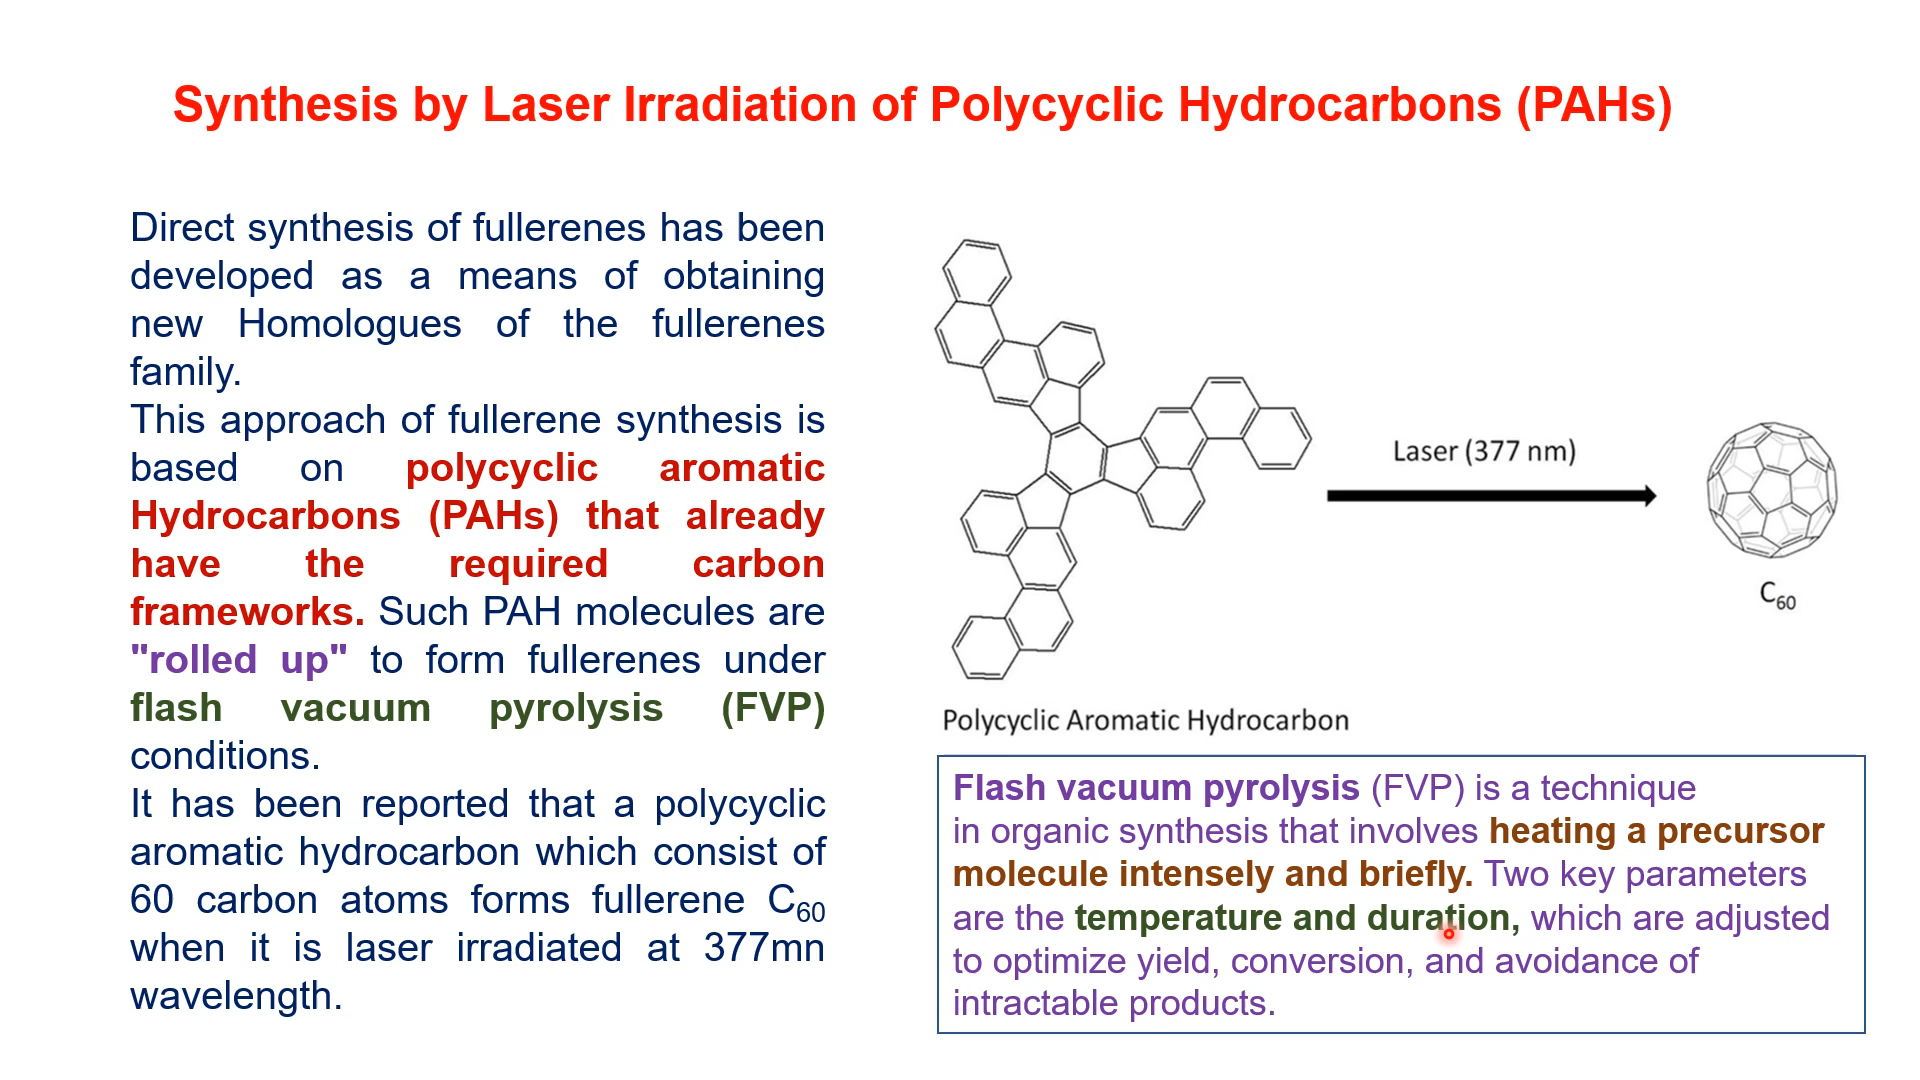 Synthesis by Laser Irradiation of Polycyclic Hydrocarbons (PAHs)
Direct synthesis of fullerenes has been
developed as a means of obtaining
new Homologues of the fullerenes
family.
This approach of fullerene synthesis is
based on polycyclic aromatic
Hydrocarbons (PAHs) that already
have the required carbon
frameworks. Such PAH molecules are
"rolled up" to form fullerenes under
flash vacuum pyrolysis (FVP)
conditions.
It has been reported that a polycyclic
aromatic hydrocarbon which consist of
60 carbon atoms forms fullerene C60
when it is laser irradiated at 377mn
wavelength.
Laser (377 nm)
C60
Polycyclic Aromatic Hydrocarbon
Flash vacuum pyrolysis (FVP) is a technique
in organic synthesis that involves heating a precursor
molecule intensely and briefly. Two key parameters
are the temperature and duration, which are adjusted
to optimize yield, conversion, and avoidance of
intractable products.